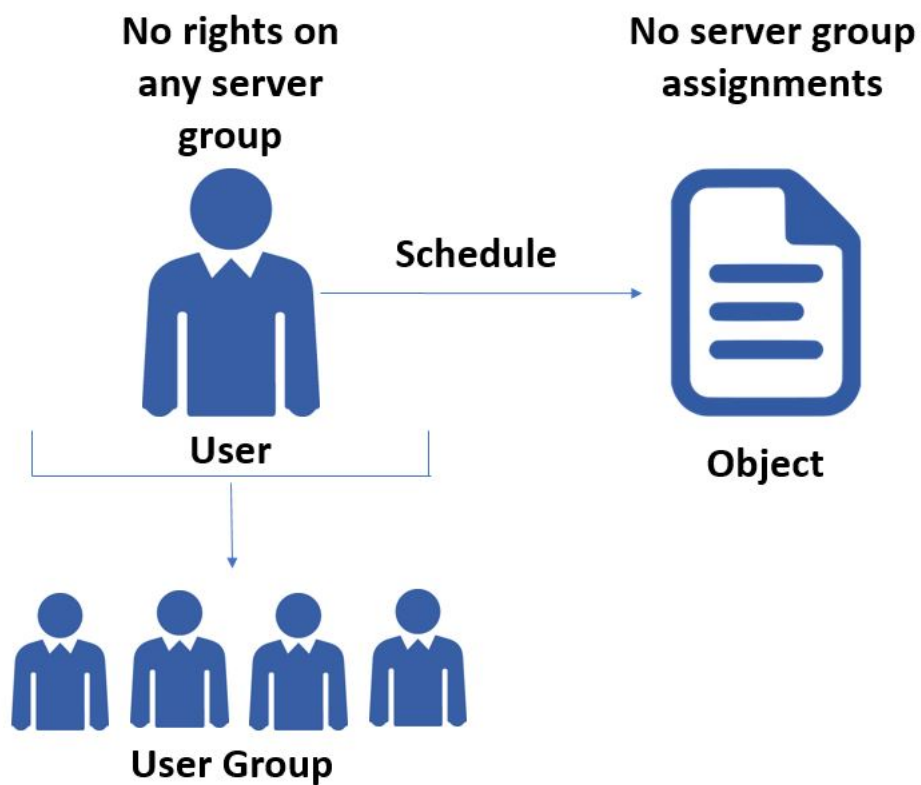 No rights on
any server
group
No server group
assignments
Schedule
User
Object
User Group